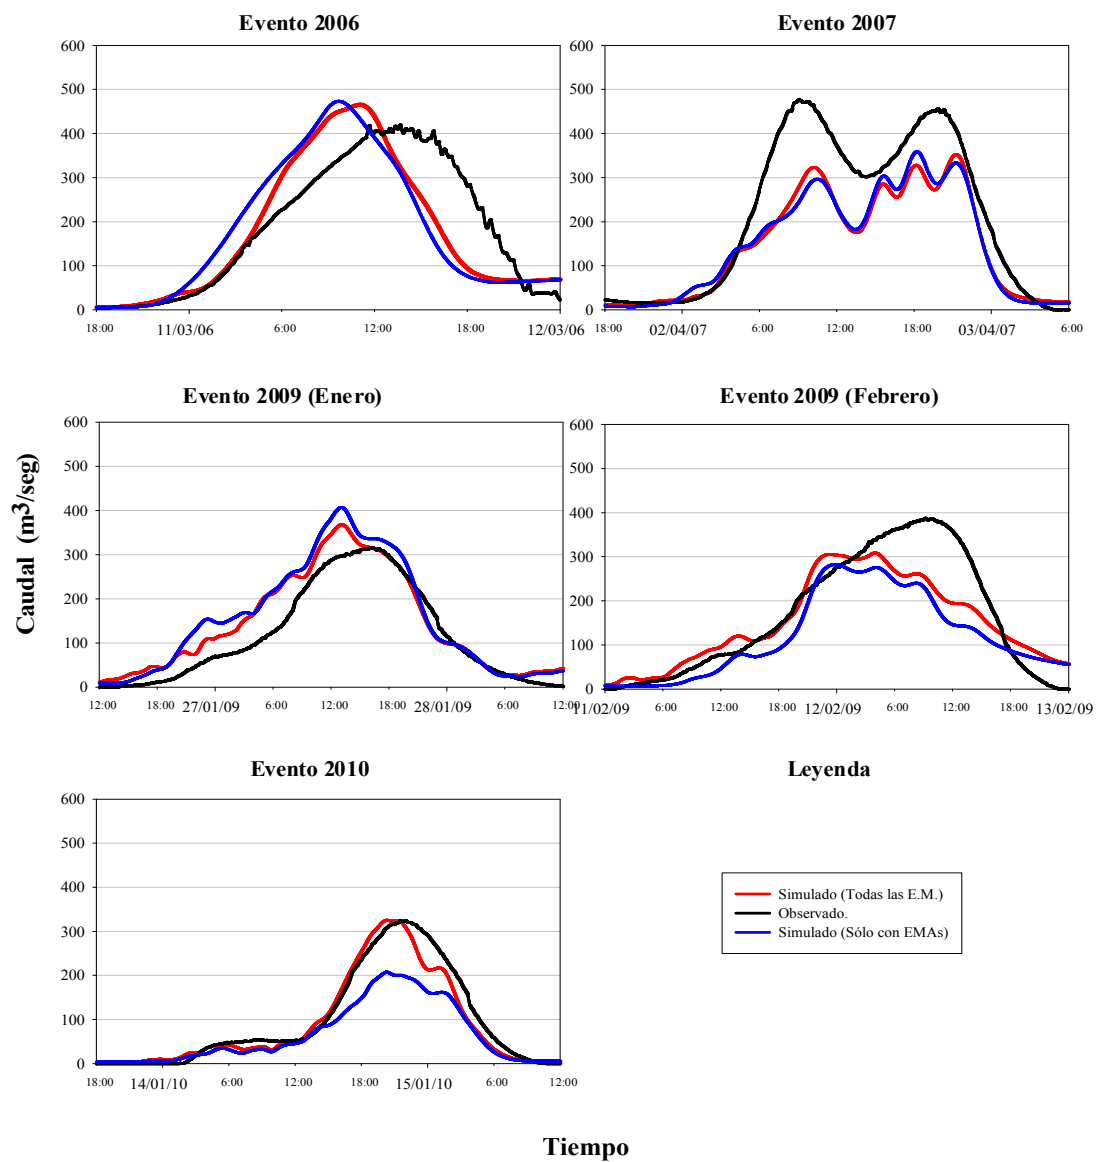 Evento 2006
600
500
400
300
200
100
0
18:00 11/03/06 6:00 12:00 18:00 12/03/06
Evento 2007
600
500
400
300
200
100
0
18:00 02/04/07 6:00 12:00 18:00 03/04/07 6:00
Evento 2009 (Enero)
600
500
400
300
200
100
0
12:00 18:00 27/01/09 6:00 12:00 18:00 28/01/09 6:00 12:00
Evento 2009 (Febrero)
600
500
400
300
200
100
0
11/02/09 6:00 12:00 18:00 12/02/09 6:00 12:00 18:00 13/02/09
Caudal (m3/seg)
Evento 2010
600
500
400
300
200
100
0
18:00 14/01/10 6:00 12:00 18:00 15/01/10 6:00 12:00
Leyenda
Simulado (Todas las E.M.)
Observado.
Simulado (Sólo con EMAs)
Tiempo